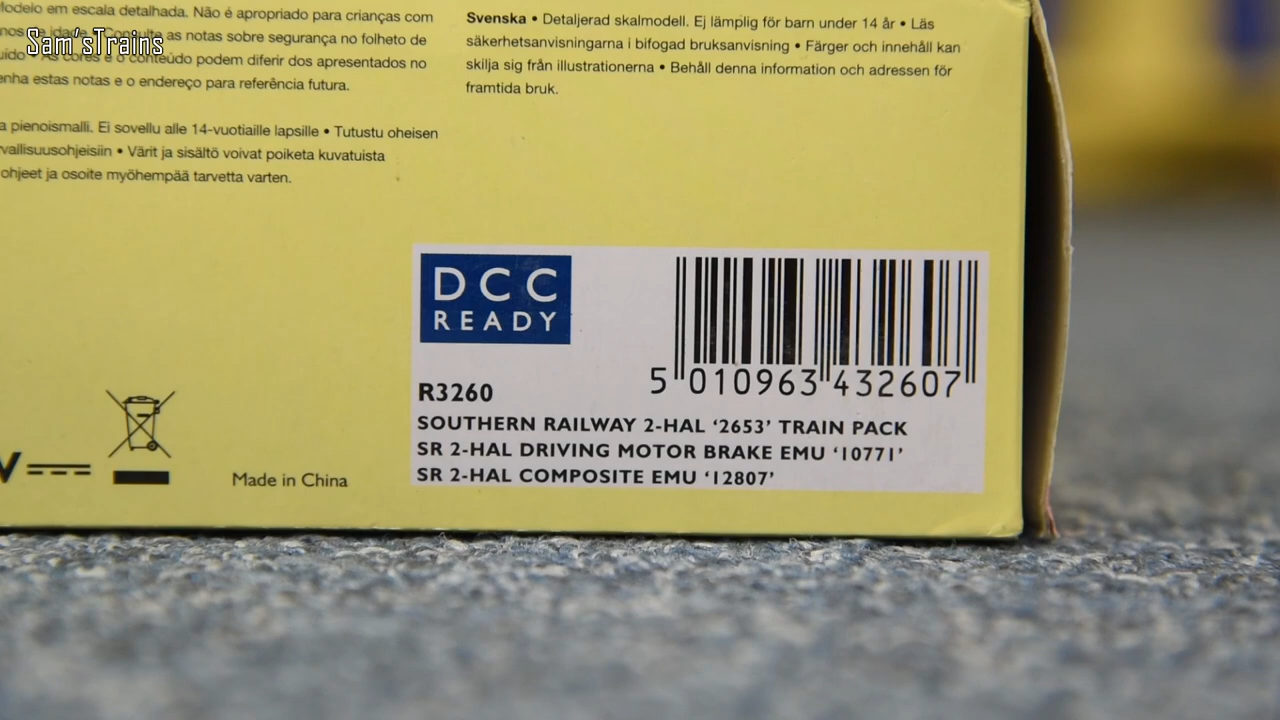 Sam'sTrains
Modelo em escala detalhada. Não é apropriado para crianças com
nos de idade • Consulte as notas sobre segurança no folheto de
uido • As cores e o conteúdo podem diferir dos apresentados no
enha estas notas e o endereço para referência futura.
a pienoismalli. Ei sovellu alle 14-vuotiaille lapsille • Tutustu oheisen
vallisuusohjeisiin • Värit ja sisältö voivat poiketa kuvatuista
ohjeet ja osoite myöhempää tarvetta varten.
Svenska • Detaljerad skalmodell. Ej lämplig för barn under 14 år • Läs
säkerhetsanvisningarna i bifogad bruksanvisning • Färger och innehåll kan
skilja sig från illustrationerna • Behåll denna information och adressen för
framtida bruk.
DCC
READY
5 010963 432607
R3260
SOUTHERN RAILWAY 2-HAL ‘2653’ TRAIN PACK
SR 2-HAL DRIVING MOTOR BRAKE EMU ‘10771’
SR 2-HAL COMPOSITE EMU ‘12807’
V
Made in China